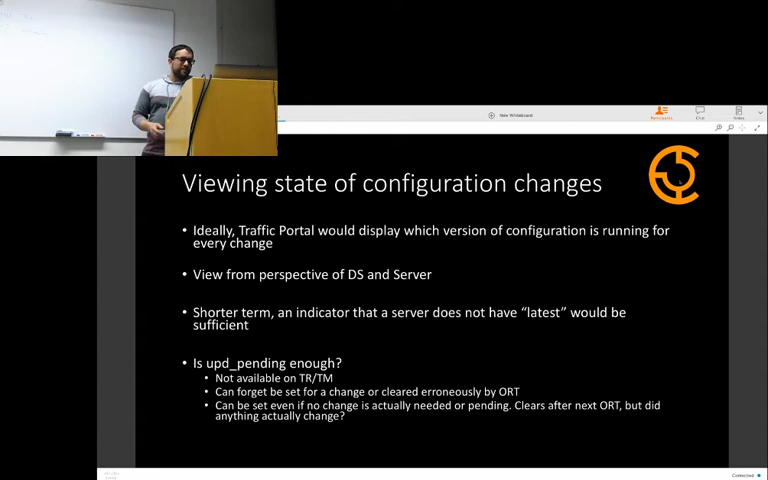 New Whiteboard
Participants
Chat
Notes
Viewing state of configuration changes
• Ideally, Traffic Portal would display which version of configuration is running for
every change
• View from perspective of DS and Server
• Shorter term, an indicator that a server does not have “latest” would be
sufficient
• Is upd_pending enough?
• Not available on TR/TM
• Can forget be set for a change or cleared erroneously by ORT
• Can be set even if no change is actually needed or pending. Clears after next ORT, but did
anything actually change?
Connected